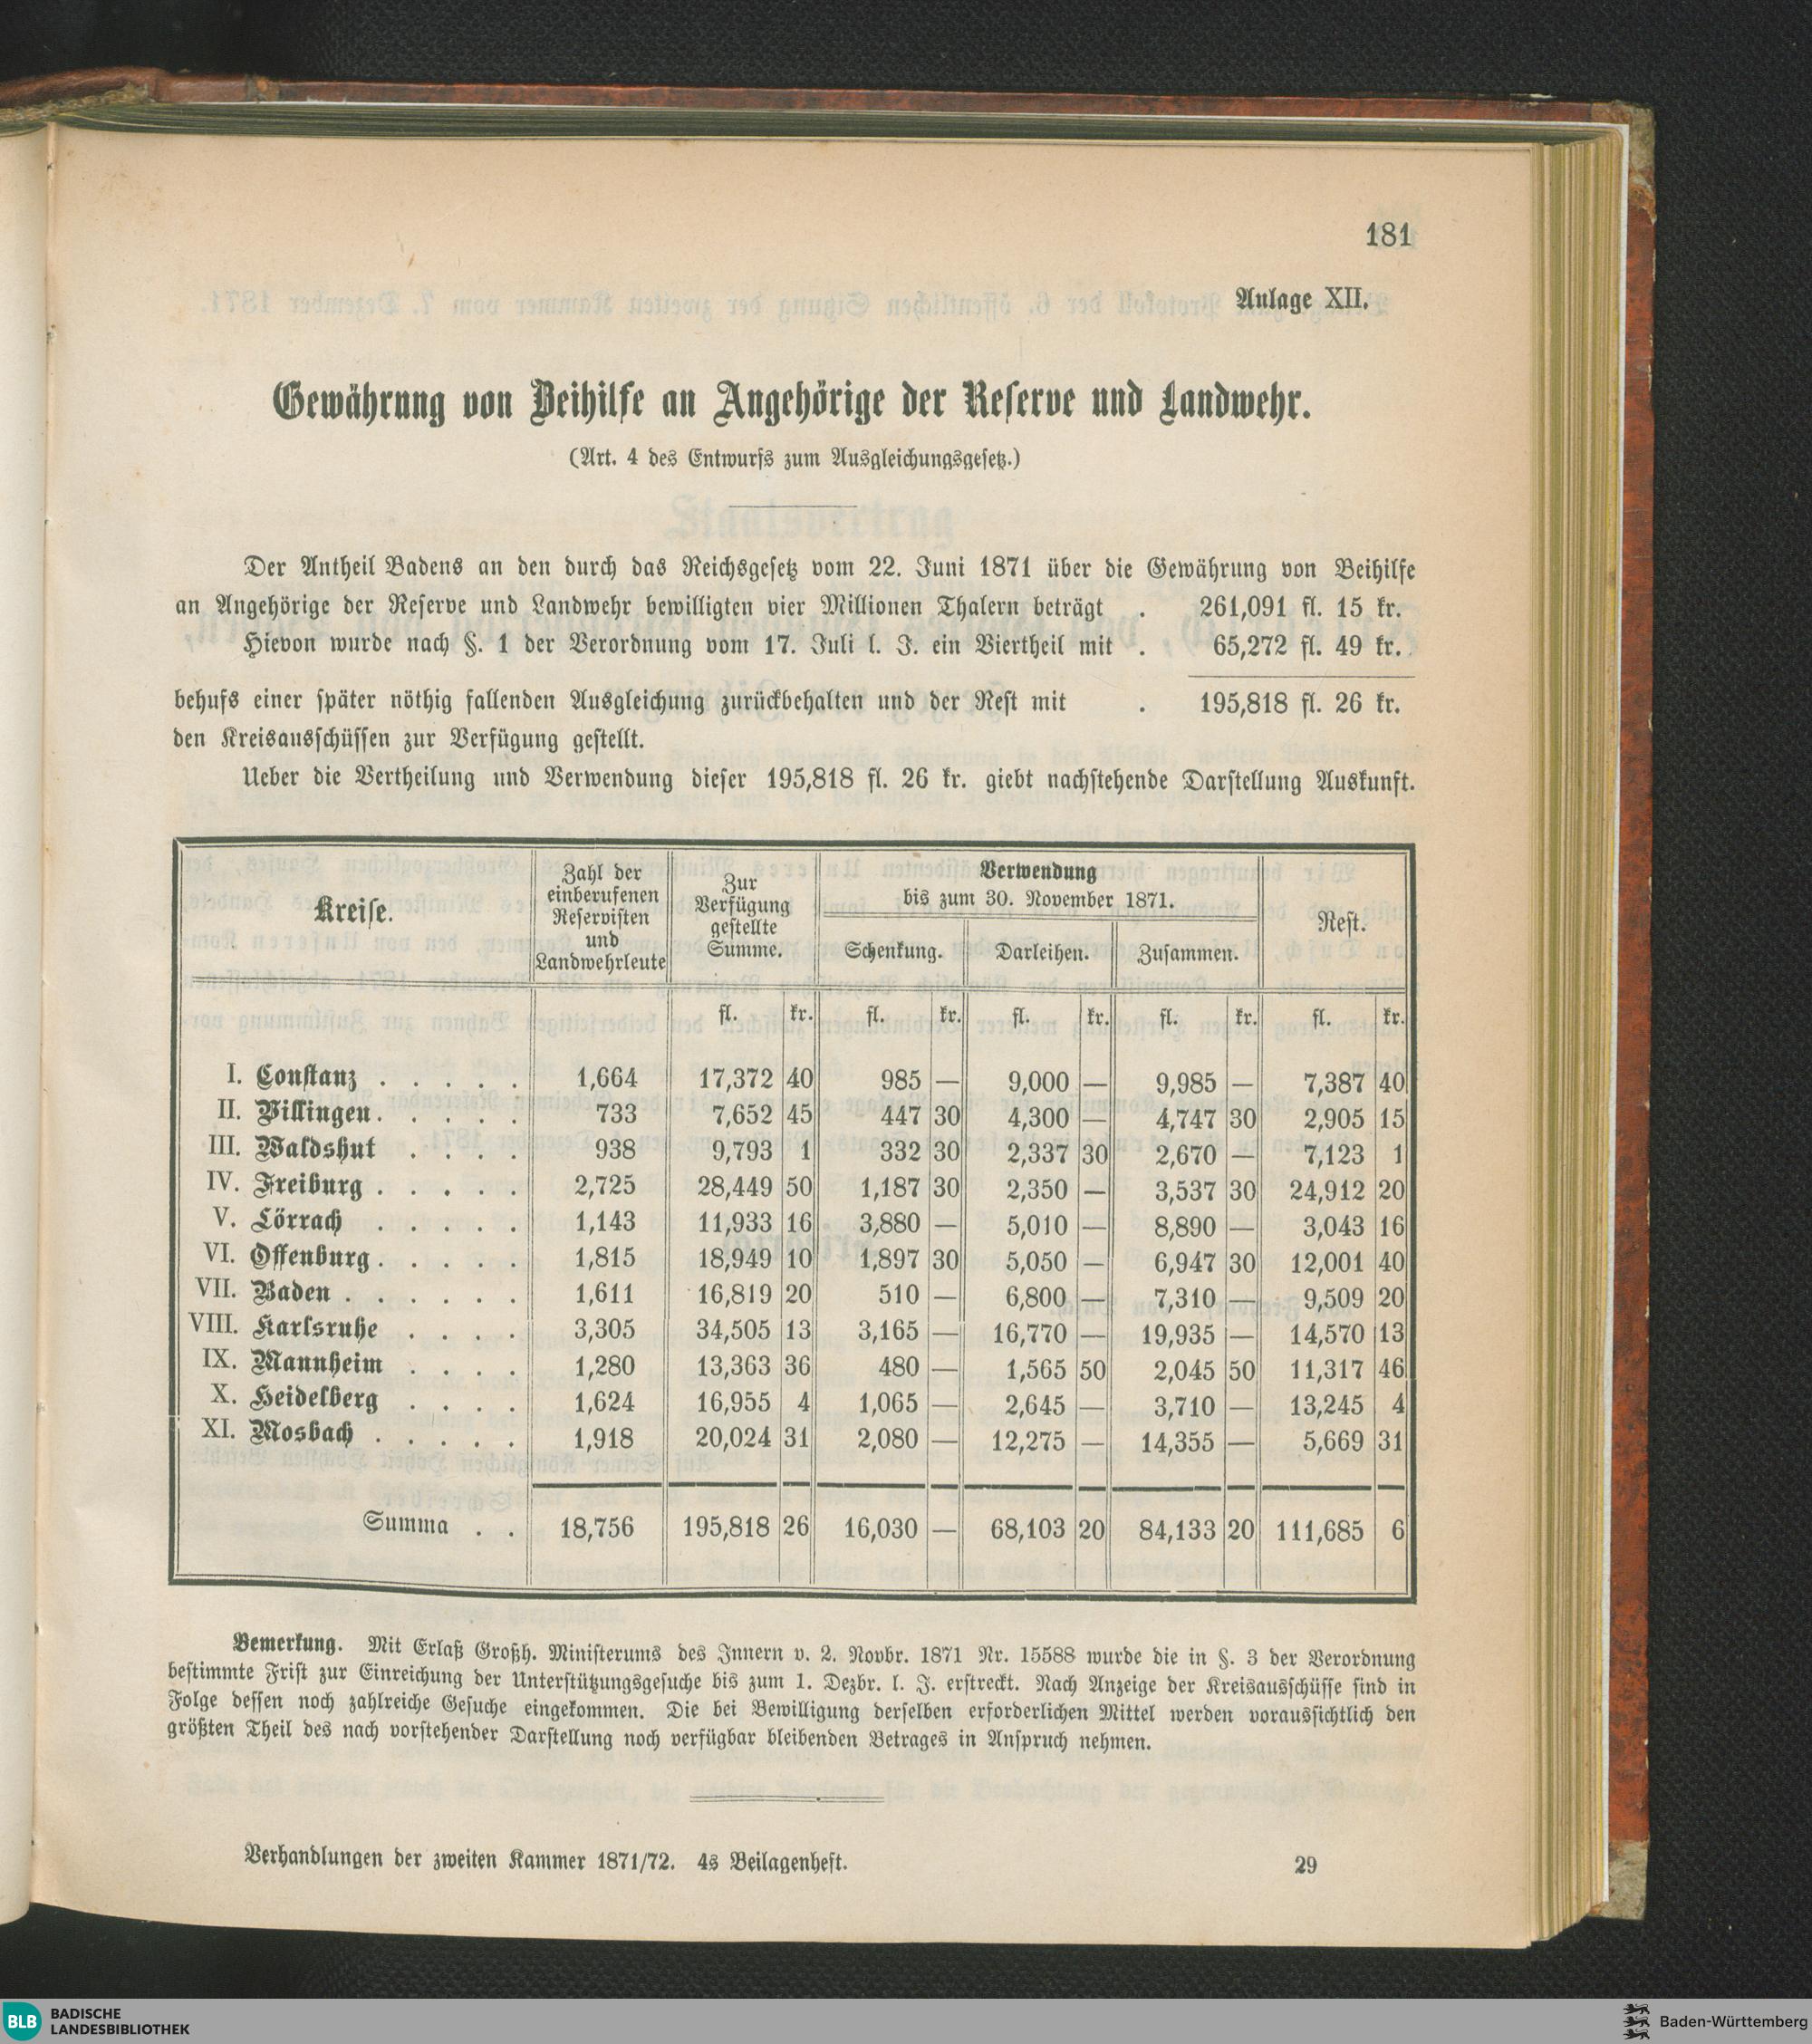 181
Anlage XII.
Gewährung von Beihilfe an Angehörige der Reserve und Landwehr.
(Art. 4 des Entwurfs zum Ausgleichungsgesetz.)
Der Antheil Badens an den durch das Reichsgesetz vom 22. Juni 1871 über die Gewährung von Beihilfe
an Angehörige der Reserve und Landwehr bewilligten vier Millionen Thalern beträgt . 261,091 fl. 15 kr.
Hievon wurde nach §. 1 der Verordnung vom 17. Juli l. J. ein Viertheil mit . 65,272 fl. 49 kr.
behufs einer später nöthig fallenden Ausgleichung zurückbehalten und der Rest mit . 195,818 fl. 26 kr.
den Kreisausschüssen zur Verfügung gestellt.
Ueber die Vertheilung und Verwendung dieser 195,818 fl. 26 kr. giebt nachstehende Darstellung Auskunft.
Kreise.
Zahl der
einberufenen
Reservisten
und
Landwehrleute
Zur
Verfügung
gestellte
Summe.
Verwendung
bis zum 30. November 1871.
Schenkung. Darleihen. Zusammen.
Rest.
fl. kr. fl. kr. fl. kr. fl. kr. fl. kr.
I. Constanz . . . . . 1,664 17,372 40 985 — 9,000 — 9,985 — 7,387 40
II. Villingen . . . . . 733 7,652 45 447 30 4,300 — 4,747 30 2,905 15
III. Waldshut . . . . 938 9,793 1 332 30 2,337 30 2,670 — 7,123 1
IV. Freiburg . . . . . 2,725 28,449 50 1,187 30 2,350 — 3,537 30 24,912 20
V. Lörrach . . . . . 1,143 11,933 16 3,880 — 5,010 — 8,890 — 3,043 16
VI. Offenburg . . . . . 1,815 18,949 10 1,897 30 5,050 — 6,947 30 12,001 40
VII. Baden . . . . . . 1,611 16,819 20 510 — 6,800 — 7,310 — 9,509 20
VIII. Karlsruhe . . . . 3,305 34,505 13 3,165 — 16,770 — 19,935 — 14,570 13
IX. Mannheim . . . . 1,280 13,363 36 480 — 1,565 50 2,045 50 11,317 46
X. Heidelberg . . . . 1,624 16,955 4 1,065 — 2,645 — 3,710 — 13,245 4
XI. Mosbach . . . . . 1,918 20,024 31 2,080 — 12,275 — 14,355 — 5,669 31
Summa . . 18,756 195,818 26 16,030 — 68,103 20 84,133 20 111,685 6
Bemerkung. Mit Erlaß Großh. Ministerums des Innern v. 2. Novbr. 1871 Nr. 15588 wurde die in §. 3 der Verordnung
bestimmte Frist zur Einreichung der Unterstützungsgesuche bis zum 1. Dezbr. l. J. erstreckt. Nach Anzeige der Kreisausschüsse sind in
Folge dessen noch zahlreiche Gesuche eingekommen. Die bei Bewilligung derselben erforderlichen Mittel werden voraussichtlich den
größten Theil des nach vorstehender Darstellung noch verfügbar bleibenden Betrages in Anspruch nehmen.
Verhandlungen der zweiten Kammer 1871/72. 4s Beilagenheft. 29
BLB BADISCHE
LANDESBIBLIOTHEK
Baden-Württemberg